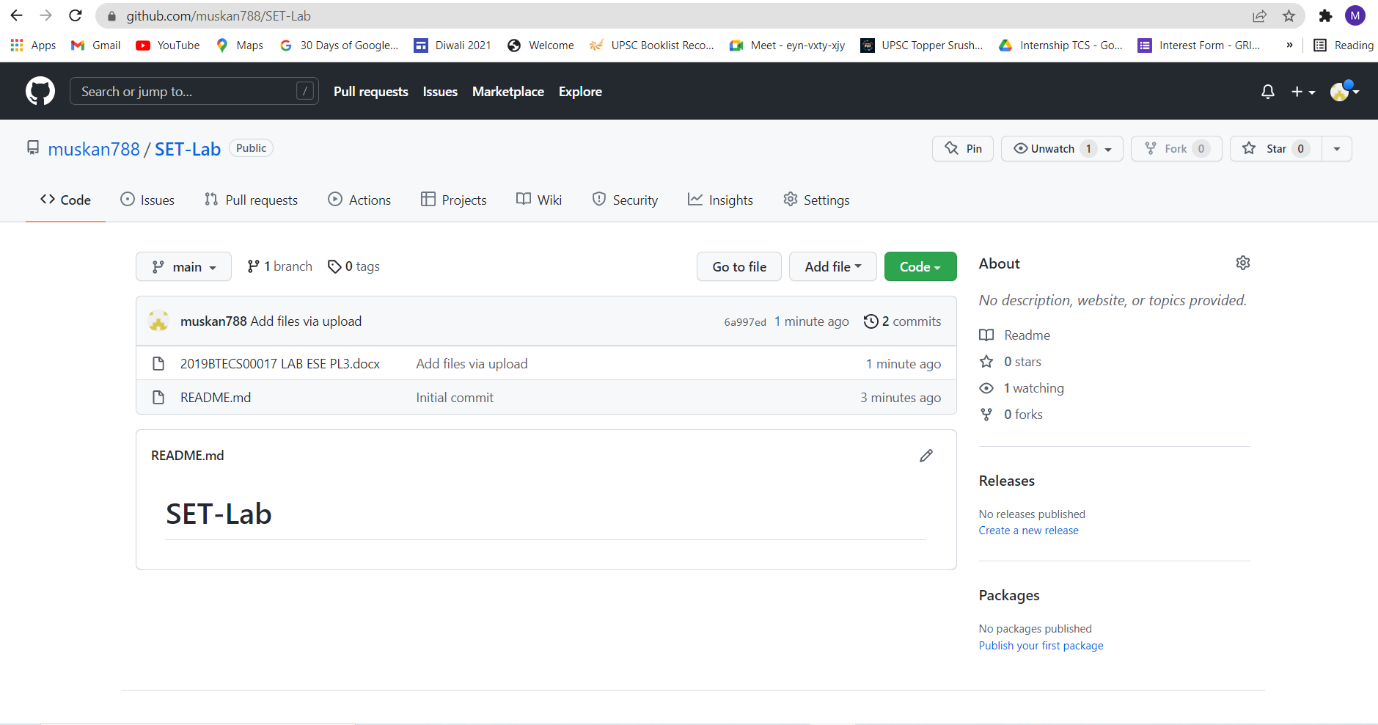 github.com/muskan788/SET-Lab
M
Apps Gmail YouTube Maps 30 Days of Google... Diwali 2021 Welcome UPSC Booklist Reco... Meet - eyn-vxty-xjy UPSC Topper Srush... Internship TCS - Go... Interest Form - GRI... » Reading
Search or jump to... / Pull requests Issues Marketplace Explore
muskan788 / SET-Lab Public Pin Unwatch 1 Fork 0 Star 0
Code Issues Pull requests Actions Projects Wiki Security Insights Settings
main 1 branch 0 tags Go to file Add file Code
muskan788 Add files via upload 6a997ed 1 minute ago 2 commits
2019BTECS00017 LAB ESE PL3.docx Add files via upload 1 minute ago
README.md Initial commit 3 minutes ago
README.md
SET-Lab
About
No description, website, or topics provided.
Readme
0 stars
1 watching
0 forks
Releases
No releases published
Create a new release
Packages
No packages published
Publish your first package